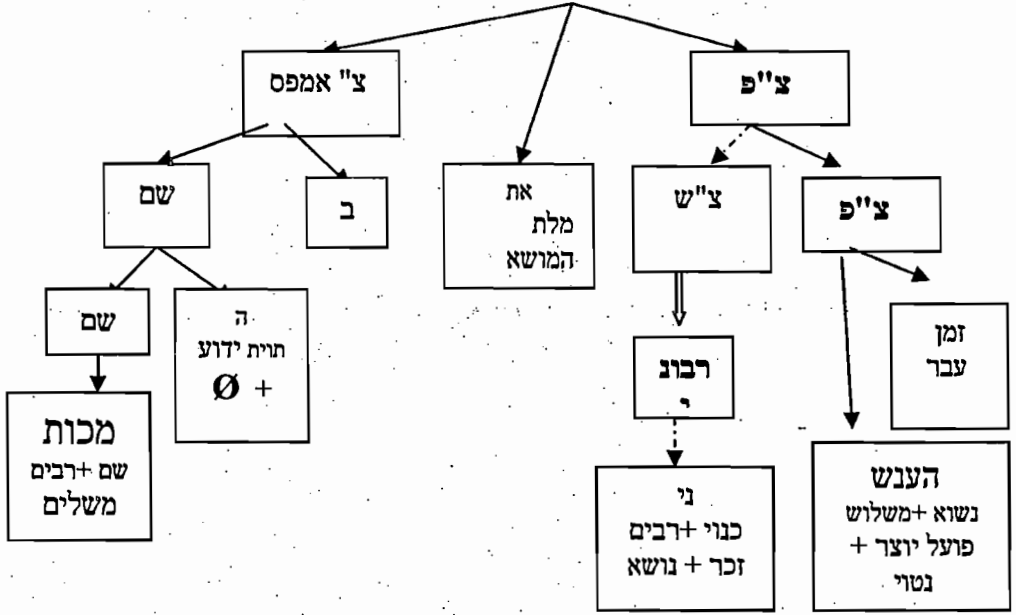 צ"פ
צ" אמפס
את
מלת
המושא
צ"ש
צ"פ
שם
ב
זמן
עבר
שם
ה
תוית ידוע
+ Ø
רבונ
י
מכות
שם +רבים
משלים
ני
כנוי +רבים
זכר + נושא
הענש
נשוא +משלוש
פועל יוצר +
נטוי